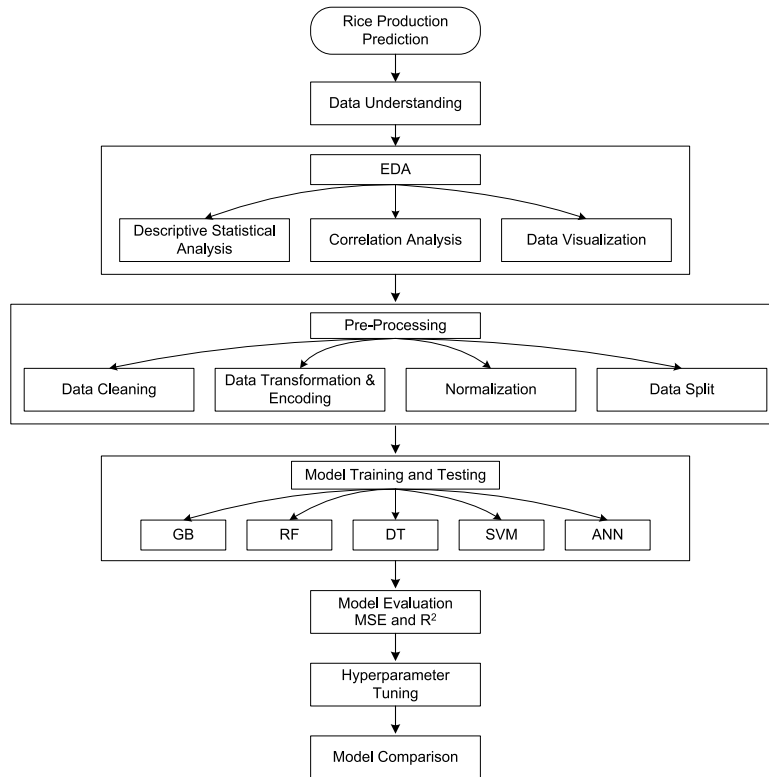 Rice Production
Prediction
Data Understanding
EDA
Descriptive Statistical
Analysis
Correlation Analysis
Data Visualization
Pre-Processing
Data Cleaning
Data Transformation &
Encoding
Normalization
Data Split
Model Training and Testing
GB
RF
DT
SVM
ANN
Model Evaluation
MSE and R²
Hyperparameter
Tuning
Model Comparison